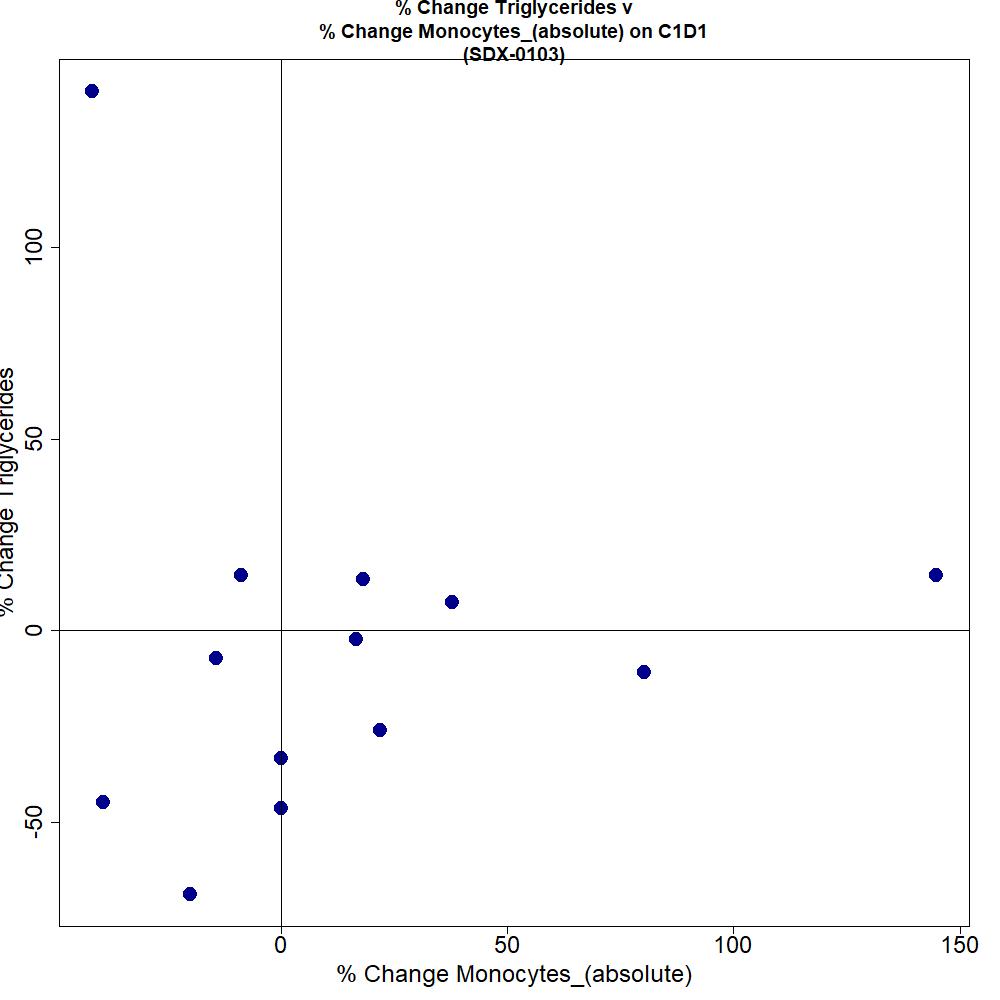 % Change Triglycerides v
% Change Monocytes_(absolute) on C1D1
(SDX-0103)
% Change Triglycerides
100
50
0
-50
0
50
100
150
% Change Monocytes_(absolute)